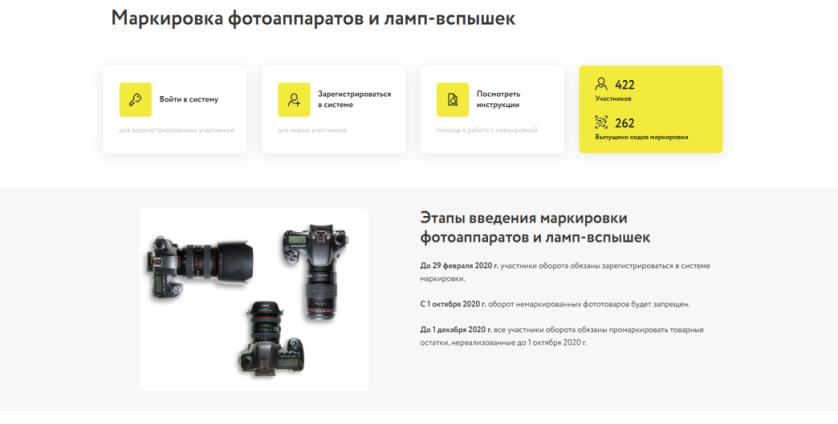 Маркировка фотоаппаратов и ламп-вспышек
Войти в систему
для зарегистрированных участников
Зарегистрироваться
в системе
для новых участников
Посмотреть
инструкции
помощь в работе с маркировкой
422
Участников
262
Выпущено кодов маркировки
Этапы введения маркировки
фотоаппаратов и ламп-вспышек
До 29 февраля 2020 г. участники оборота обязаны зарегистрироваться в системе
маркировки.
С 1 октября 2020 г. оборот немаркированных фототоваров будет запрещен.
До 1 декабря 2020 г. все участники оборота обязаны промаркировать товарные
остатки, нереализованные до 1 октября 2020 г.